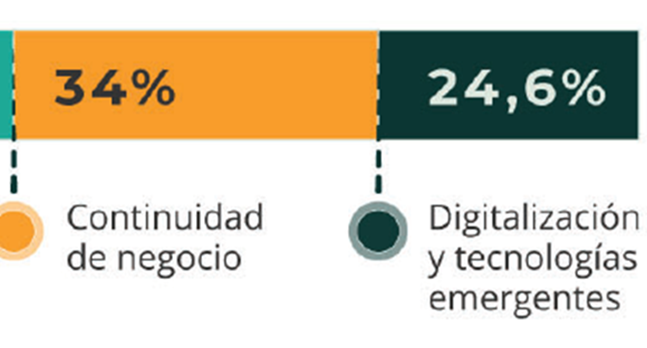 34%
24,6%
Continuidad
de negocio
Digitalización
y tecnologías
emergentes